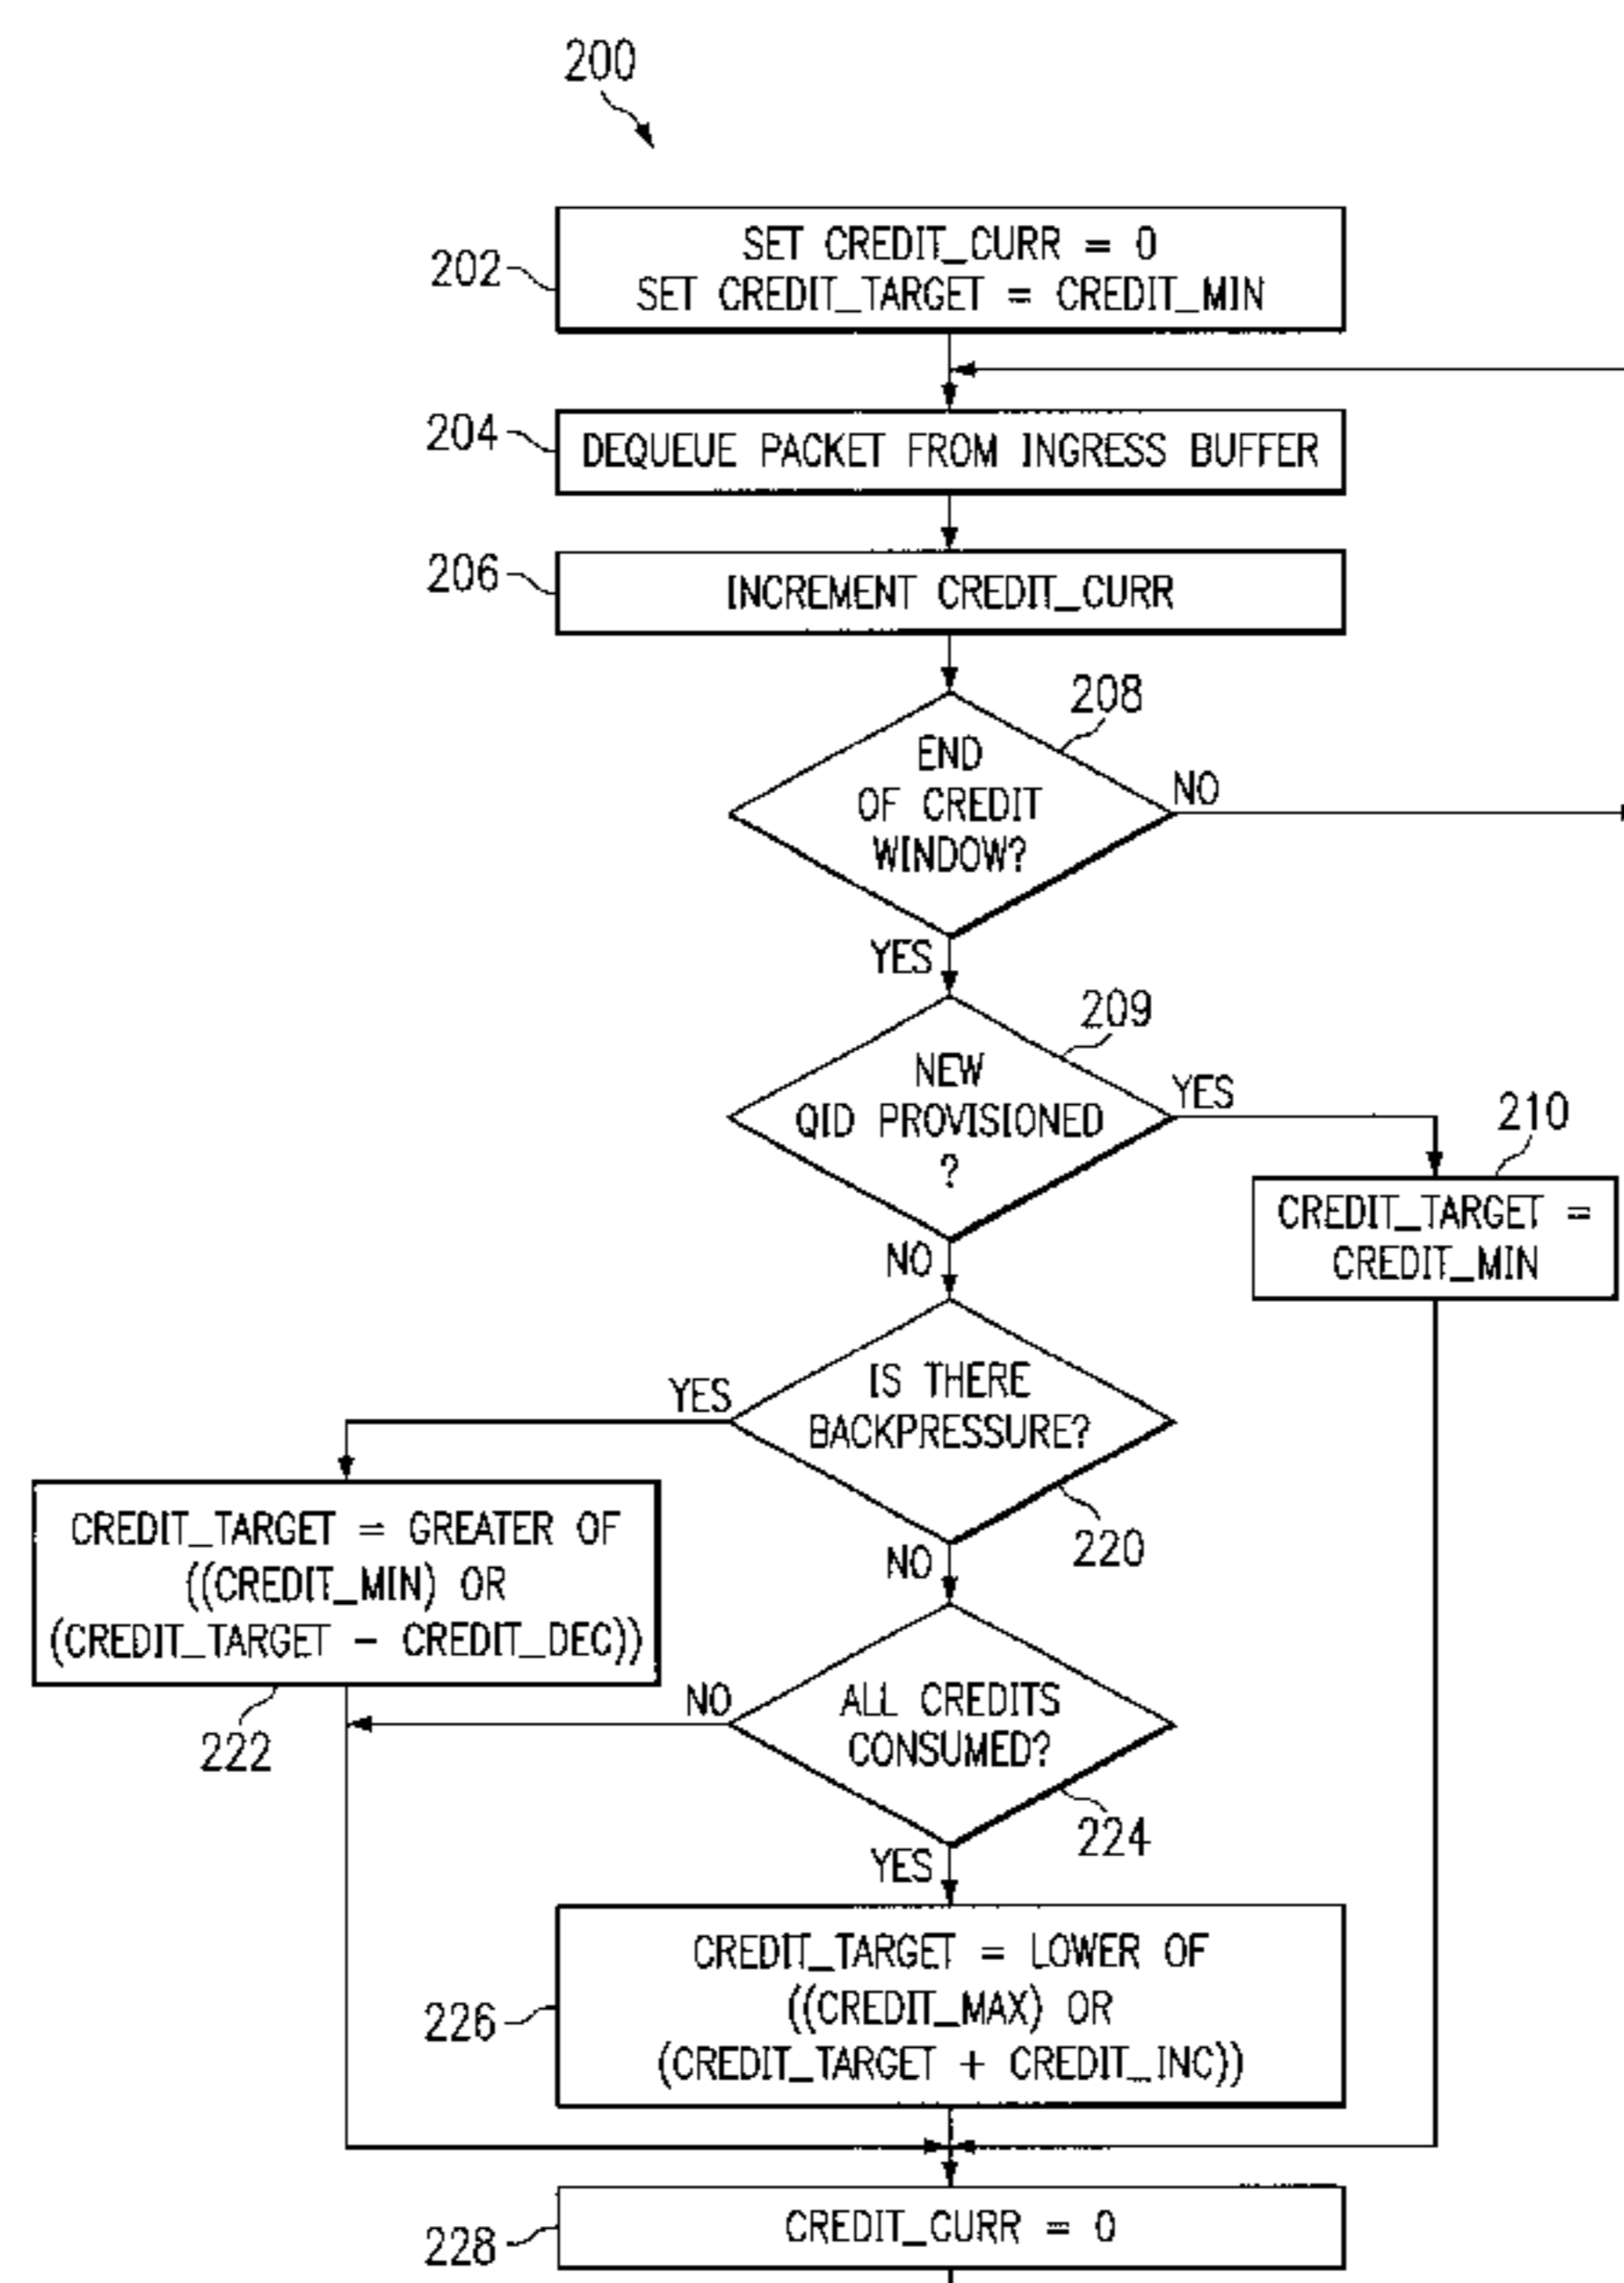 200
202
SET CREDIT_CURR = 0
SET CREDIT_TARGET = CREDIT_MIN
204
DEQUEUE PACKET FROM INGRESS BUFFER
206
INCREMENT CREDIT_CURR
208
END
OF CREDIT
WINDOW?
NO
YES
209
NEW
QID PROVISIONED
?
YES
210
CREDIT_TARGET =
CREDIT_MIN
NO
IS THERE
BACKPRESSURE?
YES
220
CREDIT_TARGET = GREATER OF
((CREDIT_MIN) OR
(CREDIT_TARGET - CREDIT_DEC))
222
NO
ALL CREDITS
CONSUMED?
NO
224
YES
226
CREDIT_TARGET = LOWER OF
((CREDIT_MAX) OR
(CREDIT_TARGET + CREDIT_INC))
228
CREDIT_CURR = 0